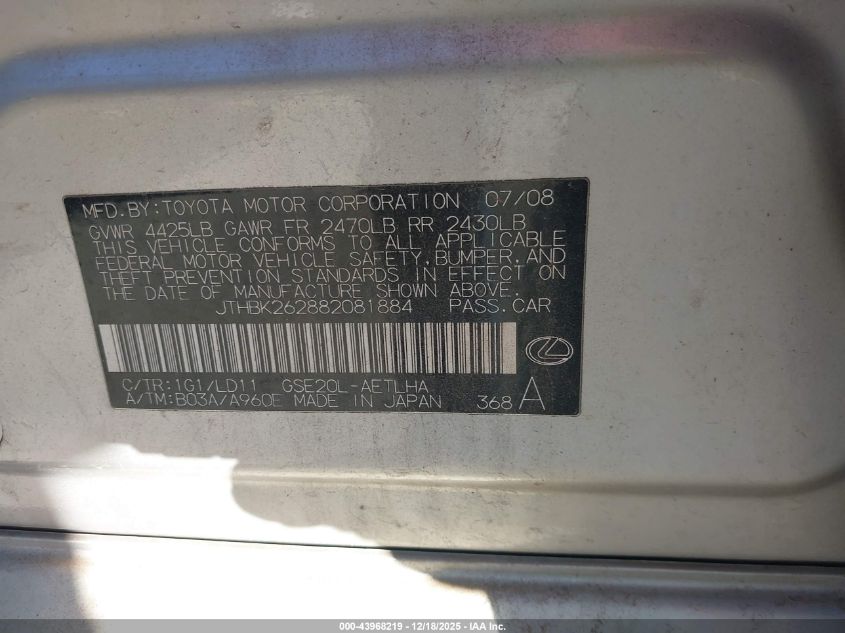 MFD.BY:TOYOTA MOTOR CORPORATION 07/08
GVWR 4425LB GAWR FR 2470LB RR 2430LB
THIS VEHICLE CONFORMS TO ALL APPLICABLE
FEDERAL MOTOR VEHICLE SAFETY,BUMPER,AND
THEFT PREVENTION STANDARDS IN EFFECT ON
THE DATE OF MANUFACTURE SHOWN ABOVE.
JTHBK262882081884 PASS.CAR
C/TR:1G1/LD11 GSE20L-AETLHA
A/TM:B03A/A960E MADE IN JAPAN 368 A
000-43968219 - 12/18/2025 - IAA Inc.